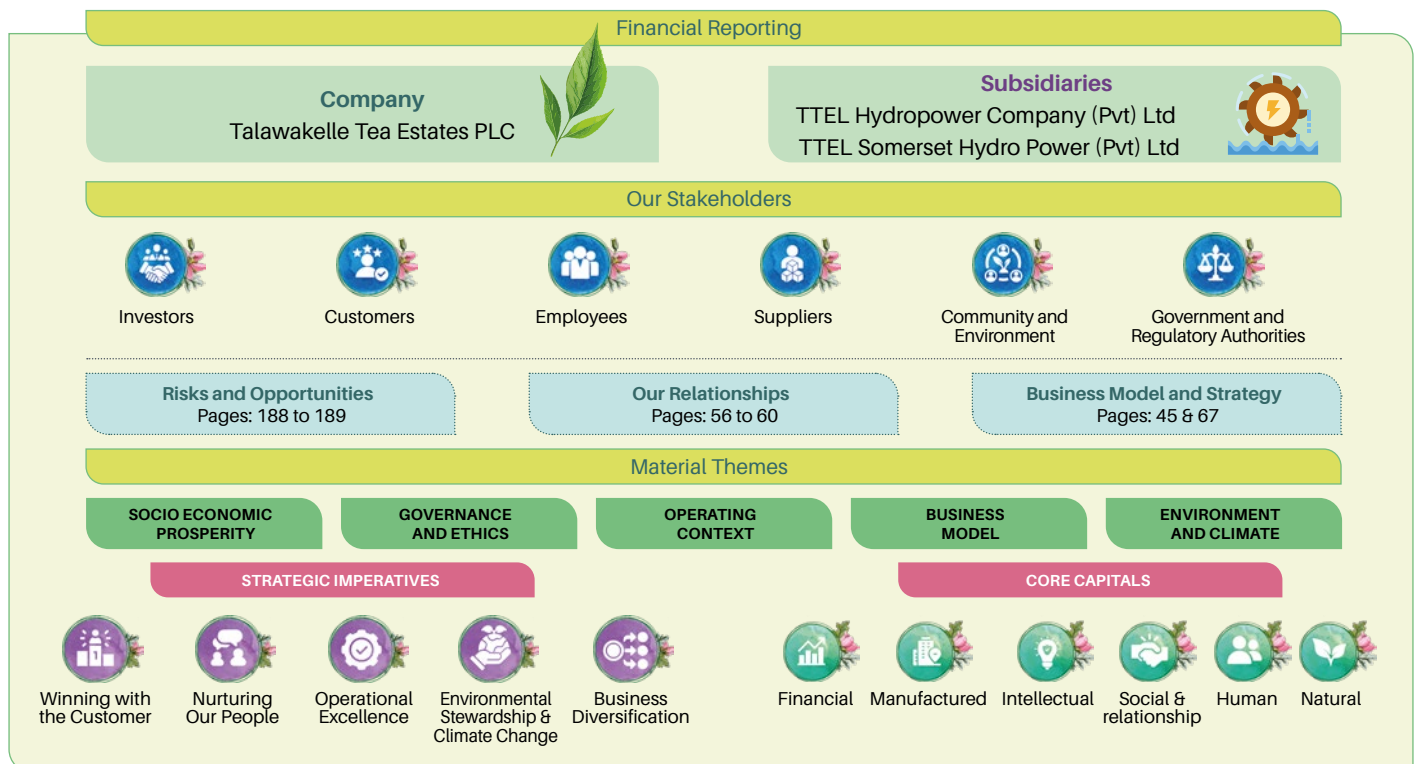 Financial Reporting
Company
Talawakelle Tea Estates PLC
Subsidiaries
TTEL Hydropower Company (Pvt) Ltd
TTEL Somerset Hydro Power (Pvt) Ltd
Our Stakeholders
Investors
Customers
Employees
Suppliers
Community and
Environment
Government and
Regulatory Authorities
Risks and Opportunities
Pages: 188 to 189
Our Relationships
Pages: 56 to 60
Business Model and Strategy
Pages: 45 & 67
Material Themes
SOCIO ECONOMIC
PROSPERITY
GOVERNANCE
AND ETHICS
OPERATING
CONTEXT
BUSINESS
MODEL
ENVIRONMENT
AND CLIMATE
STRATEGIC IMPERATIVES
1
Winning with
the Customer
Nurturing
Our People
Operational
Excellence
Environmental
Stewardship &
Climate Change
Business
Diversification
CORE CAPITALS
Financial
Manufactured
Intellectual
Social &
relationship
Human
Natural